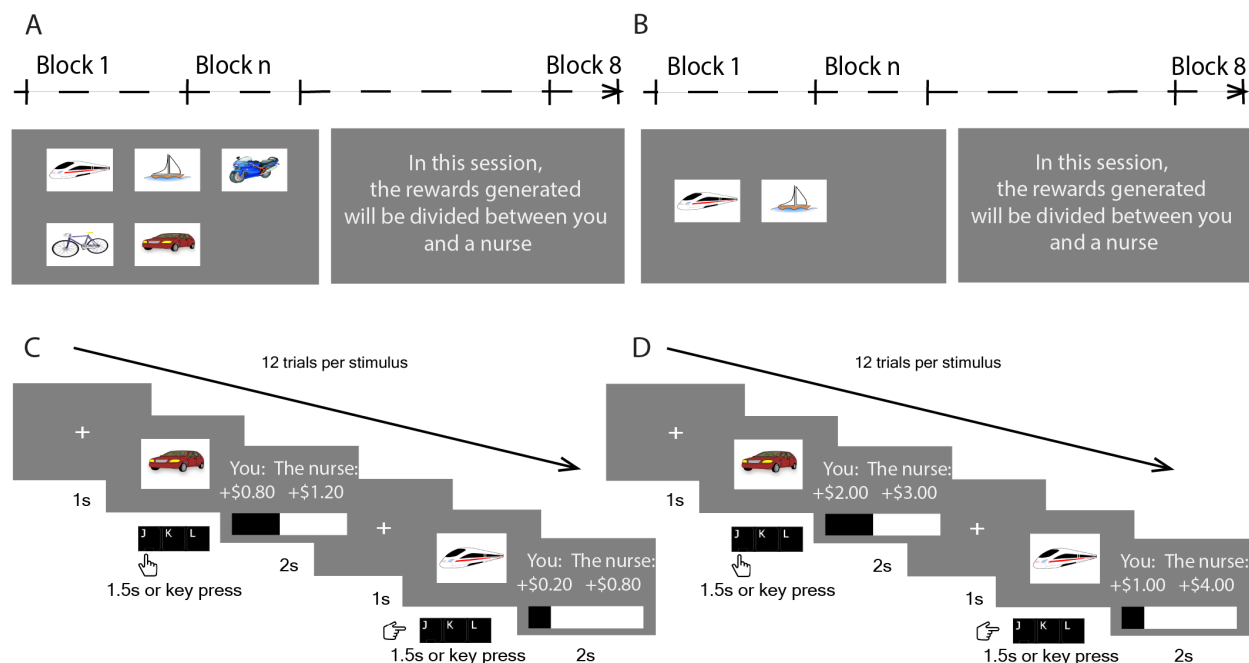 A
Block 1
Block n
Block 8
In this session,
the rewards generated
will be divided between you
and a nurse
B
Block 1
Block n
Block 8
In this session,
the rewards generated
will be divided between you
and a nurse
C
12 trials per stimulus
+
1s
J K L
1.5s or key press
You: The nurse:
+$0.80 +$1.20
2s
+
1s
J K L
1.5s or key press
You: The nurse:
+$0.20 +$0.80
2s
D
12 trials per stimulus
+
1s
J K L
1.5s or key press
You: The nurse:
+$2.00 +$3.00
2s
+
1s
J K L
1.5s or key press
You: The nurse:
+$1.00 +$4.00
2s